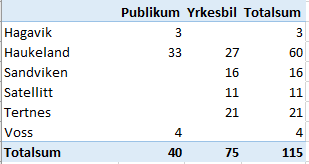 Publikum Yrkesbil Totalsum
Hagavik 3 3
Haukeland 33 27 60
Sandviken 16 16
Satellitt 11 11
Tertnes 21 21
Voss 4 4
Totalsum 40 75 115